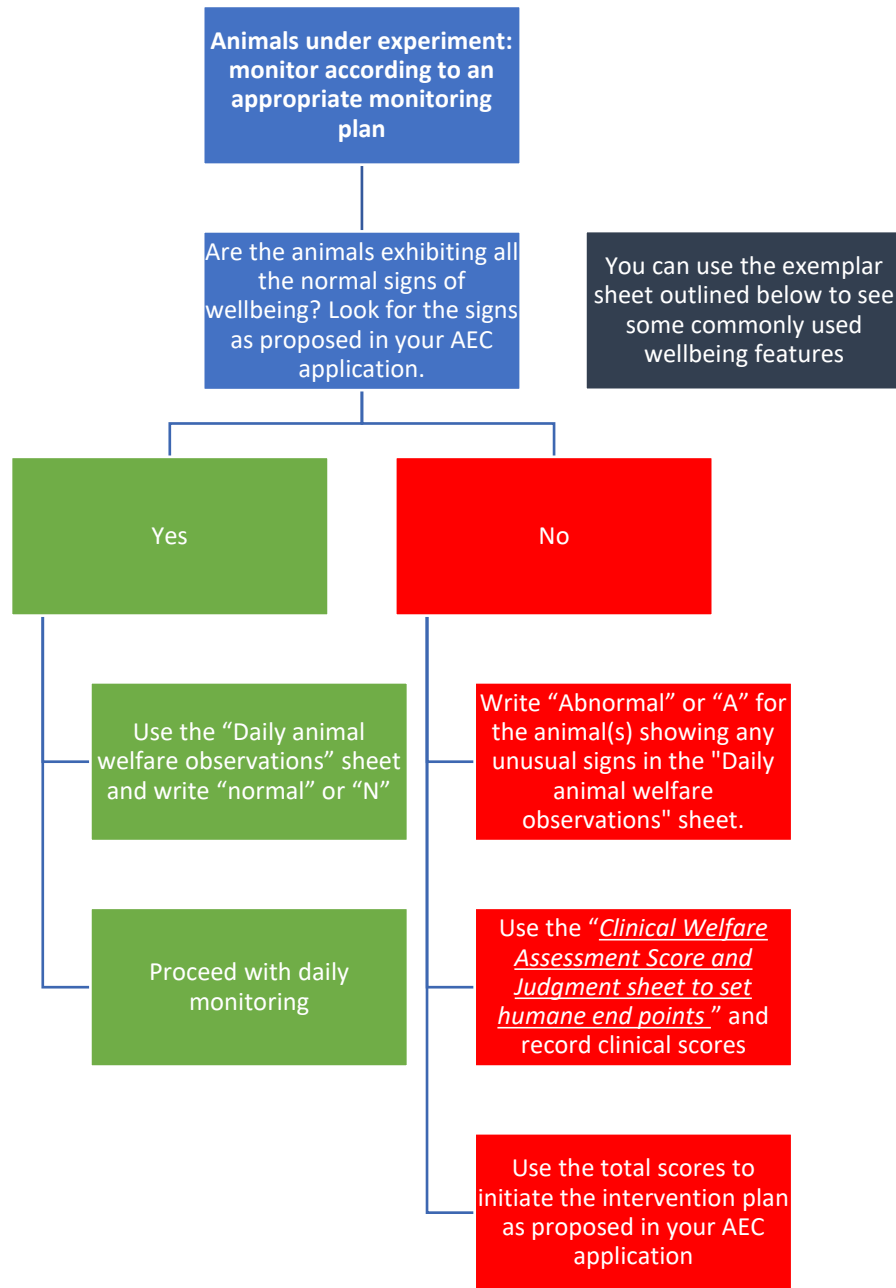 Animals under experiment:
monitor according to an
appropriate monitoring
plan
Are the animals exhibiting all
the normal signs of
wellbeing? Look for the signs
as proposed in your AEC
application.
You can use the exemplar
sheet outlined below to see
some commonly used
wellbeing features
Yes
No
Use the “Daily animal
welfare observations” sheet
and write “normal” or “N”
Proceed with daily
monitoring
Write “Abnormal” or “A” for
the animal(s) showing any
unusual signs in the "Daily
animal welfare
observations" sheet.
Use the “Clinical Welfare
Assessment Score and
Judgment sheet to set
humane end points ” and
record clinical scores
Use the total scores to
initiate the intervention plan
as proposed in your AEC
application